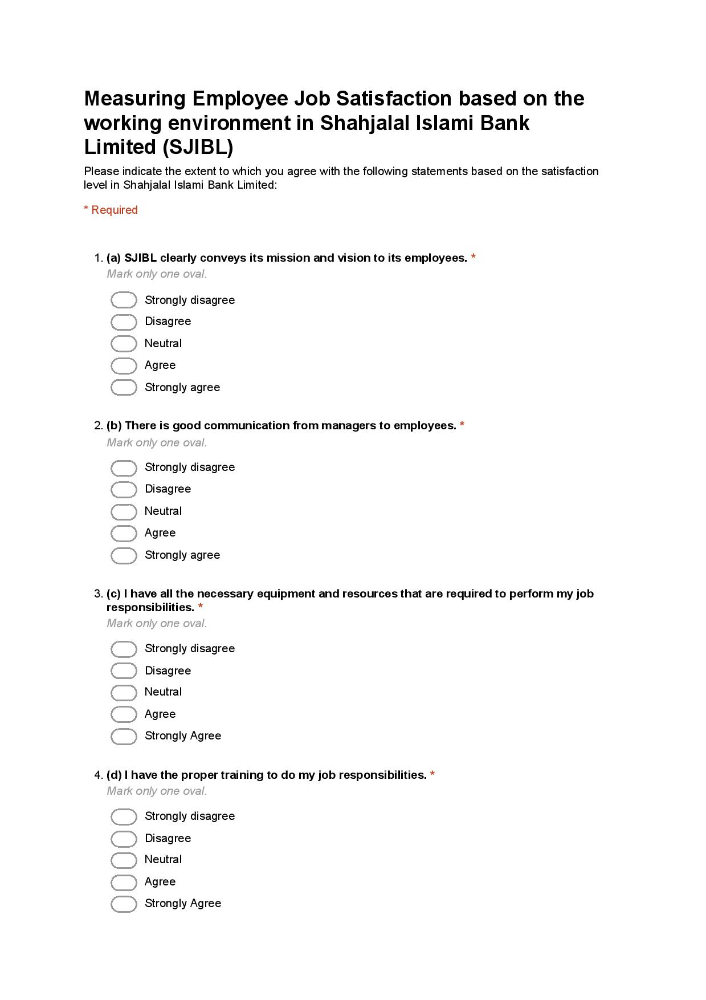 Measuring Employee Job Satisfaction based on the
working environment in Shahjalal Islami Bank
Limited (SJIBL)
Please indicate the extent to which you agree with the following statements based on the satisfaction
level in Shahjalal Islami Bank Limited:
* Required
1. (a) SJIBL clearly conveys its mission and vision to its employees. *
Mark only one oval.
Strongly disagree
Disagree
Neutral
Agree
Strongly agree
2. (b) There is good communication from managers to employees. *
Mark only one oval.
Strongly disagree
Disagree
Neutral
Agree
Strongly agree
3. (c) I have all the necessary equipment and resources that are required to perform my job
responsibilities. *
Mark only one oval.
Strongly disagree
Disagree
Neutral
Agree
Strongly Agree
4. (d) I have the proper training to do my job responsibilities. *
Mark only one oval.
Strongly disagree
Disagree
Neutral
Agree
Strongly Agree